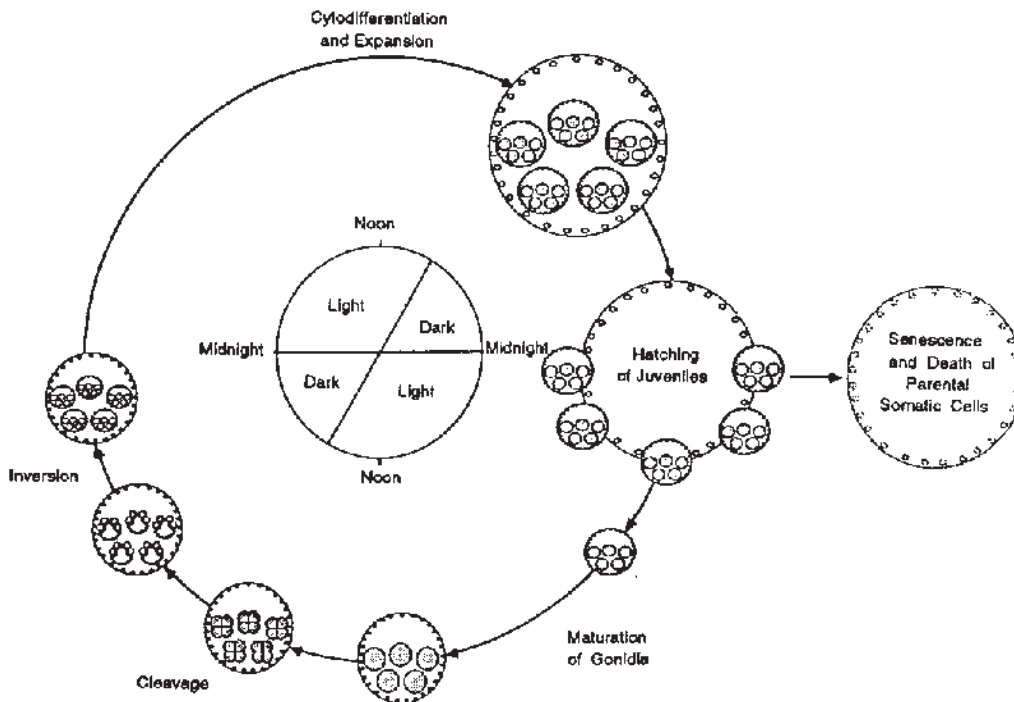 Cytodifferentiation
and Expansion
Noon
Light
Dark
Midnight
Midnight
Dark
Light
Noon
Hatching
of Juveniles
Senescence
and Death of
Parental
Somatic Cells
Inversion
Cleavage
Maturation
of Gonidia